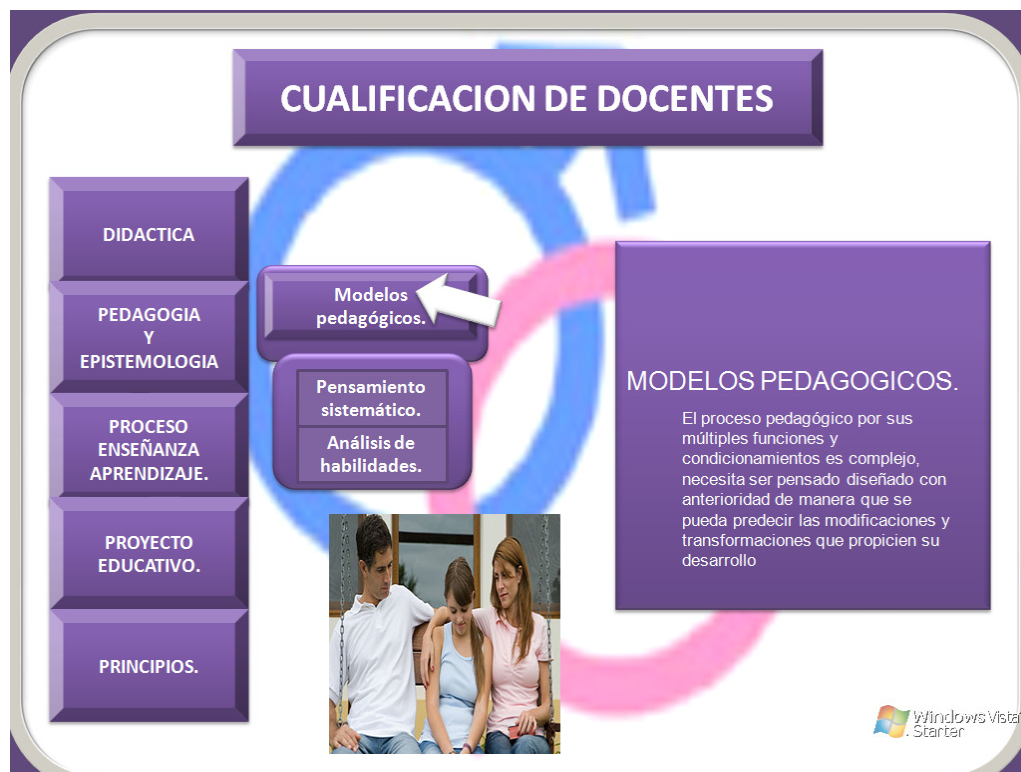 CUALIFICACION DE DOCENTES
DIDACTICA
PEDAGOGIA
Y
EPISTEMOLOGIA
PROCESO
ENSEÑANZA
APRENDIZAJE.
PROYECTO
EDUCATIVO.
PRINCIPIOS.
Modelos
pedagógicos.
Pensamiento
sistemático.
Análisis de
habilidades.
MODELOS PEDAGOGICOS.
El proceso pedagógico por sus
múltiples funciones y
condicionamientos es complejo,
necesita ser pensado diseñado con
anterioridad de manera que se
pueda predecir las modificaciones y
transformaciones que propicien su
desarrollo
Windows Vista
Starter